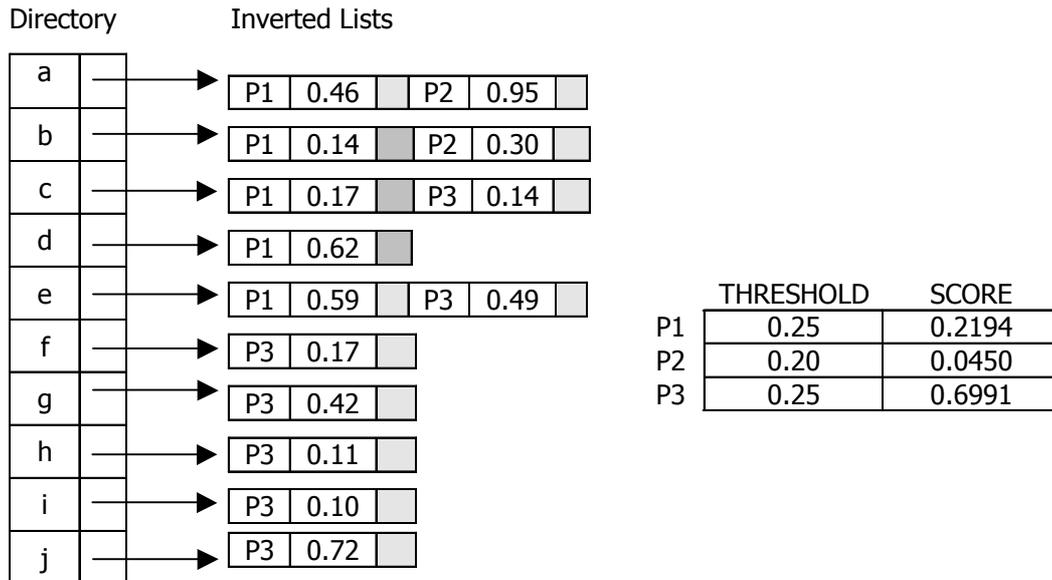 Directory Inverted Lists
a P1 0.46 P2 0.95
b P1 0.14 P2 0.30
c P1 0.17 P3 0.14
d P1 0.62
e P1 0.59 P3 0.49
f P3 0.17
g P3 0.42
h P3 0.11
i P3 0.10
j P3 0.72
THRESHOLD SCORE
P1 0.25 0.2194
P2 0.20 0.0450
P3 0.25 0.6991